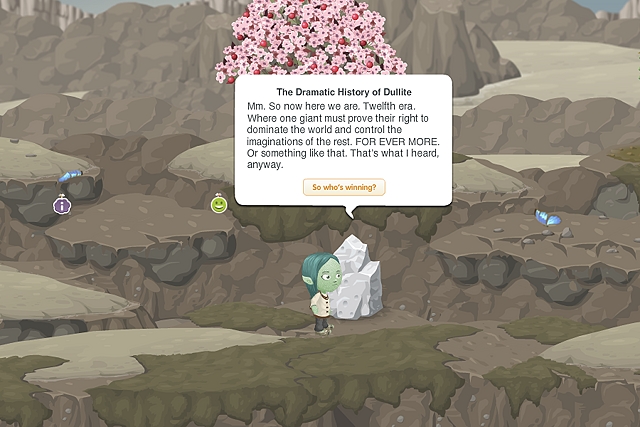 The Dramatic History of Dullite
Mm. So now here we are. Twelfth era.
Where one giant must prove their right to
dominate the world and control the
imaginations of the rest. FOR EVER MORE.
Or something like that. That's what I heard,
anyway.
So who's winning?
i